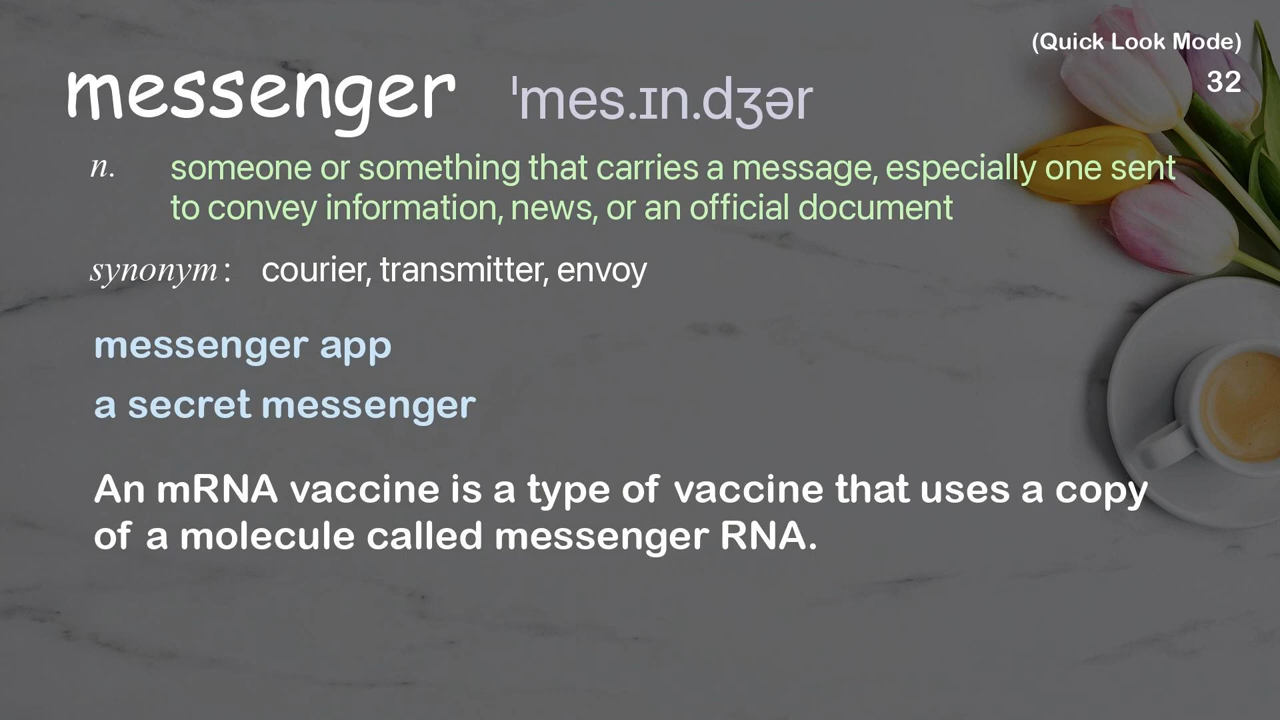 (Quick Look Mode)
messenger ˈmes.ɪn.dʒər 32
n. someone or something that carries a message, especially one sent
to convey information, news, or an official document
synonym: courier, transmitter, envoy
messenger app
a secret messenger
An mRNA vaccine is a type of vaccine that uses a copy
of a molecule called messenger RNA.